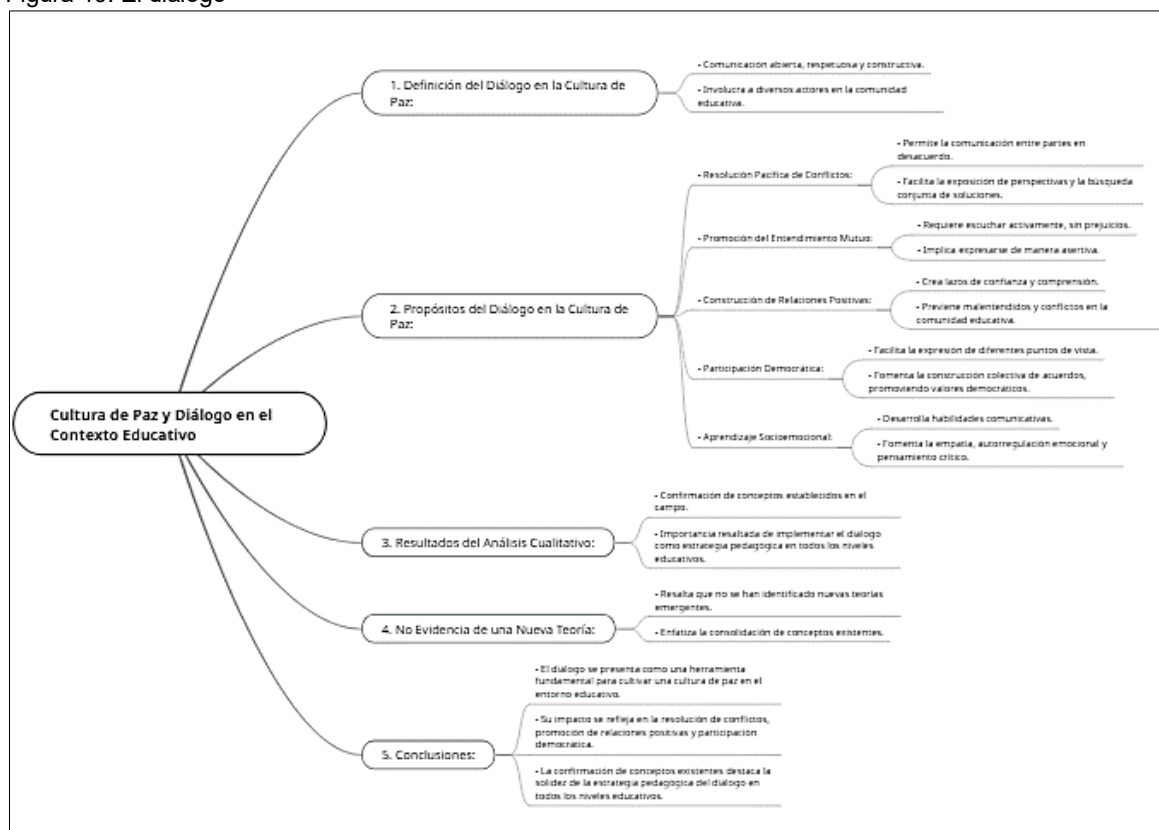 1. Definición del Diálogo en la Cultura de
Paz:
- Comunicación abierta, respetuosa y constructiva.
- Involucra a diversos actores en la comunidad
educativa.
2. Propósitos del Diálogo en la Cultura de
Paz:
- Resolución Pacífica de Conflictos:
- Permite la comunicación entre partes en
desacuerdo.
- Facilita la exposición de perspectivas y la búsqueda
conjunta de soluciones.
- Promoción del Entendimiento Mutuo:
- Requiere escuchar activamente, sin prejuicios.
- Implica expresarse de manera asertiva.
- Construcción de Relaciones Positivas:
- Crea lazos de confianza y comprensión.
- Previene malentendidos y conflictos en la
comunidad educativa.
- Participación Democrática:
- Facilita la expresión de diferentes puntos de vista.
- Fomenta la construcción colectiva de acuerdos,
promoviendo valores democráticos.
- Aprendizaje Socioemocional:
- Desarrolla habilidades comunicativas.
- Fomenta la empatía, autorregulación emocional y
pensamiento crítico.
Cultura de Paz y Diálogo en el
Contexto Educativo
3. Resultados del Análisis Cualitativo:
- Confirmación de conceptos establecidos en el
campo.
- Importancia resaltada de implementar el diálogo
como estrategia pedagógica en todos los niveles
educativos.
4. No Evidencia de una Nueva Teoría:
- Resalta que no se han identificado nuevas teorías
emergentes.
- Enfatiza la consolidación de conceptos existentes.
5. Conclusiones:
- El diálogo se presenta como una herramienta
fundamental para cultivar una cultura de paz en el
entorno educativo.
- Su impacto se refleja en la resolución de conflictos,
promoción de relaciones positivas y participación
democrática.
- La confirmación de conceptos existentes destaca la
solidez de la estrategia pedagógica del diálogo en
todos los niveles educativos.